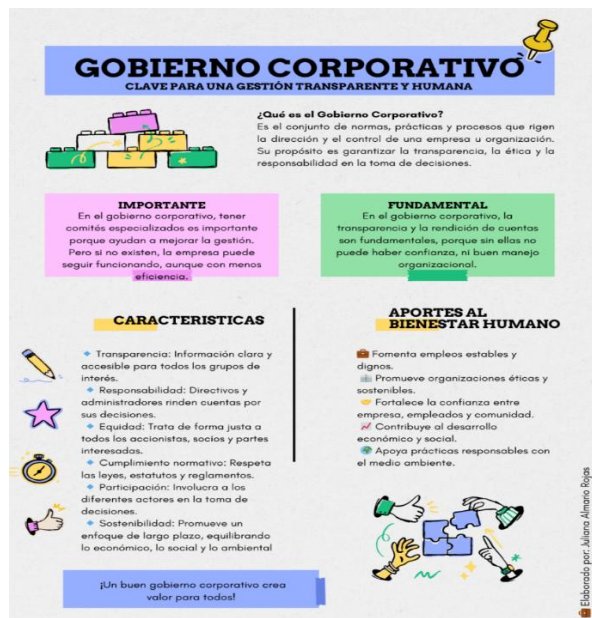 GOBIERNO CORPORATIVO
CLAVE PARA UNA GESTIÓN TRANSPARENTE Y HUMANA
¿Qué es el Gobierno Corporativo?
Es el conjunto de normas, prácticas y procesos que rigen
la dirección y el control de una empresa u organización.
Su propósito es garantizar la transparencia, la ética y la
responsabilidad en la toma de decisiones.
IMPORTANTE
En el gobierno corporativo, tener
comités especializados es importante
porque ayudan a mejorar la gestión.
Pero si no existen, la empresa puede
seguir funcionando, aunque con menos
eficiencia.
FUNDAMENTAL
En el gobierno corporativo, la
transparencia y la rendición de cuentas
son fundamentales, porque sin ellas no
puede haber confianza, ni buen manejo
organizacional.
CARACTERISTICAS
Transparencia: Información clara y
accesible para todos los grupos de
interés.
Responsabilidad: Directivos y
administradores rinden cuentas por
sus decisiones.
Equidad: Trata de forma justa a
todos los accionistas, socios y partes
interesadas.
Cumplimiento normativo: Respeta
las leyes, estatutos y reglamentos.
Participación: Involucra a los
diferentes actores en la toma de
decisiones.
Sostenibilidad: Promueve un
enfoque de largo plazo, equilibrando
lo económico, lo social y lo ambiental
¡Un buen gobierno corporativo crea
valor para todos!
APORTES AL
BIENESTAR HUMANO
Fomenta empleos estables y
dignos.
Promueve organizaciones éticas y
sostenibles.
Fortalece la confianza entre
empresa, empleados y comunidad.
Contribuye al desarrollo
económico y social.
Apoya prácticas responsables con
el medio ambiente.
Elaborado por: Juliana Almario Rojas